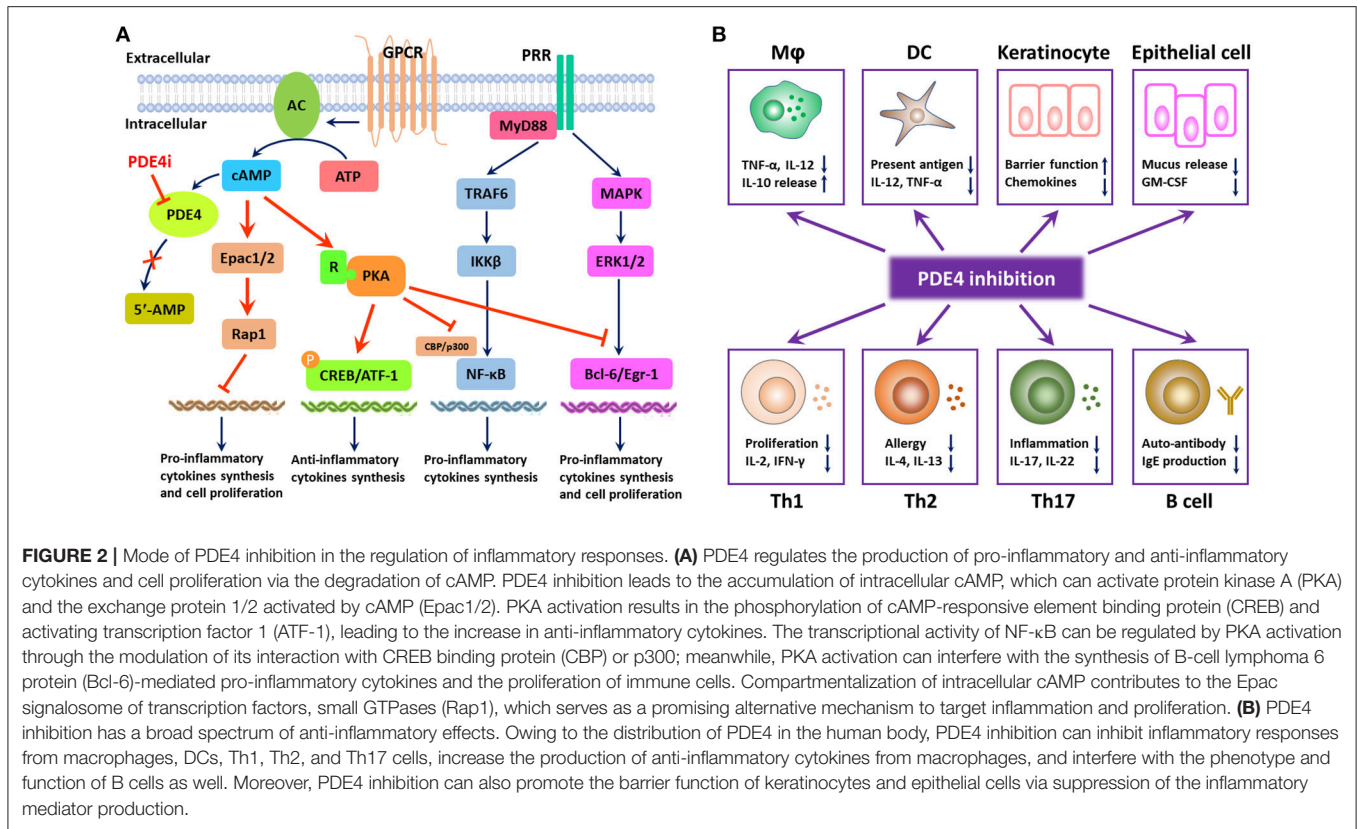 A
Extracellular
Intracellular
GPCR
PRR
AC
MyD88
PDE4i
cAMP
ATP
PDE4
TRAF6
MAPK
Epac1/2
R
PKA
IKKβ
ERK1/2
5′-AMP
Rap1
CBP/p300
P
CREB/ATF-1
NF-κB
Bcl-6/Egr-1
Pro-inflammatory
cytokines synthesis
and cell proliferation
Anti-inflammatory
cytokines synthesis
Pro-inflammatory
cytokines synthesis
Pro-inflammatory
cytokines synthesis
and cell proliferation
B
Mφ
DC
Keratinocyte
Epithelial cell
TNF-α, IL-12 ↓
IL-10 release ↑
Present antigen ↓
IL-12, TNF-α ↓
Barrier function ↑
Chemokines ↓
Mucus release ↓
GM-CSF ↓
PDE4 inhibition
Proliferation ↓
IL-2, IFN-γ ↓
Allergy ↓
IL-4, IL-13 ↓
Inflammation ↓
IL-17, IL-22 ↓
Auto-antibody ↓
IgE production ↓
Th1
Th2
Th17
B cell
FIGURE 2 | Mode of PDE4 inhibition in the regulation of inflammatory responses. (A) PDE4 regulates the production of pro-inflammatory and anti-inflammatory
cytokines and cell proliferation via the degradation of cAMP. PDE4 inhibition leads to the accumulation of intracellular cAMP, which can activate protein kinase A (PKA)
and the exchange protein 1/2 activated by cAMP (Epac1/2). PKA activation results in the phosphorylation of cAMP-responsive element binding protein (CREB) and
activating transcription factor 1 (ATF-1), leading to the increase in anti-inflammatory cytokines. The transcriptional activity of NF-κB can be regulated by PKA activation
through the modulation of its interaction with CREB binding protein (CBP) or p300; meanwhile, PKA activation can interfere with the synthesis of B-cell lymphoma 6
protein (Bcl-6)-mediated pro-inflammatory cytokines and the proliferation of immune cells. Compartmentalization of intracellular cAMP contributes to the Epac
signalosome of transcription factors, small GTPases (Rap1), which serves as a promising alternative mechanism to target inflammation and proliferation. (B) PDE4
inhibition has a broad spectrum of anti-inflammatory effects. Owing to the distribution of PDE4 in the human body, PDE4 inhibition can inhibit inflammatory responses
from macrophages, DCs, Th1, Th2, and Th17 cells, increase the production of anti-inflammatory cytokines from macrophages, and interfere with the phenotype and
function of B cells as well. Moreover, PDE4 inhibition can also promote the barrier function of keratinocytes and epithelial cells via suppression of the inflammatory
mediator production.